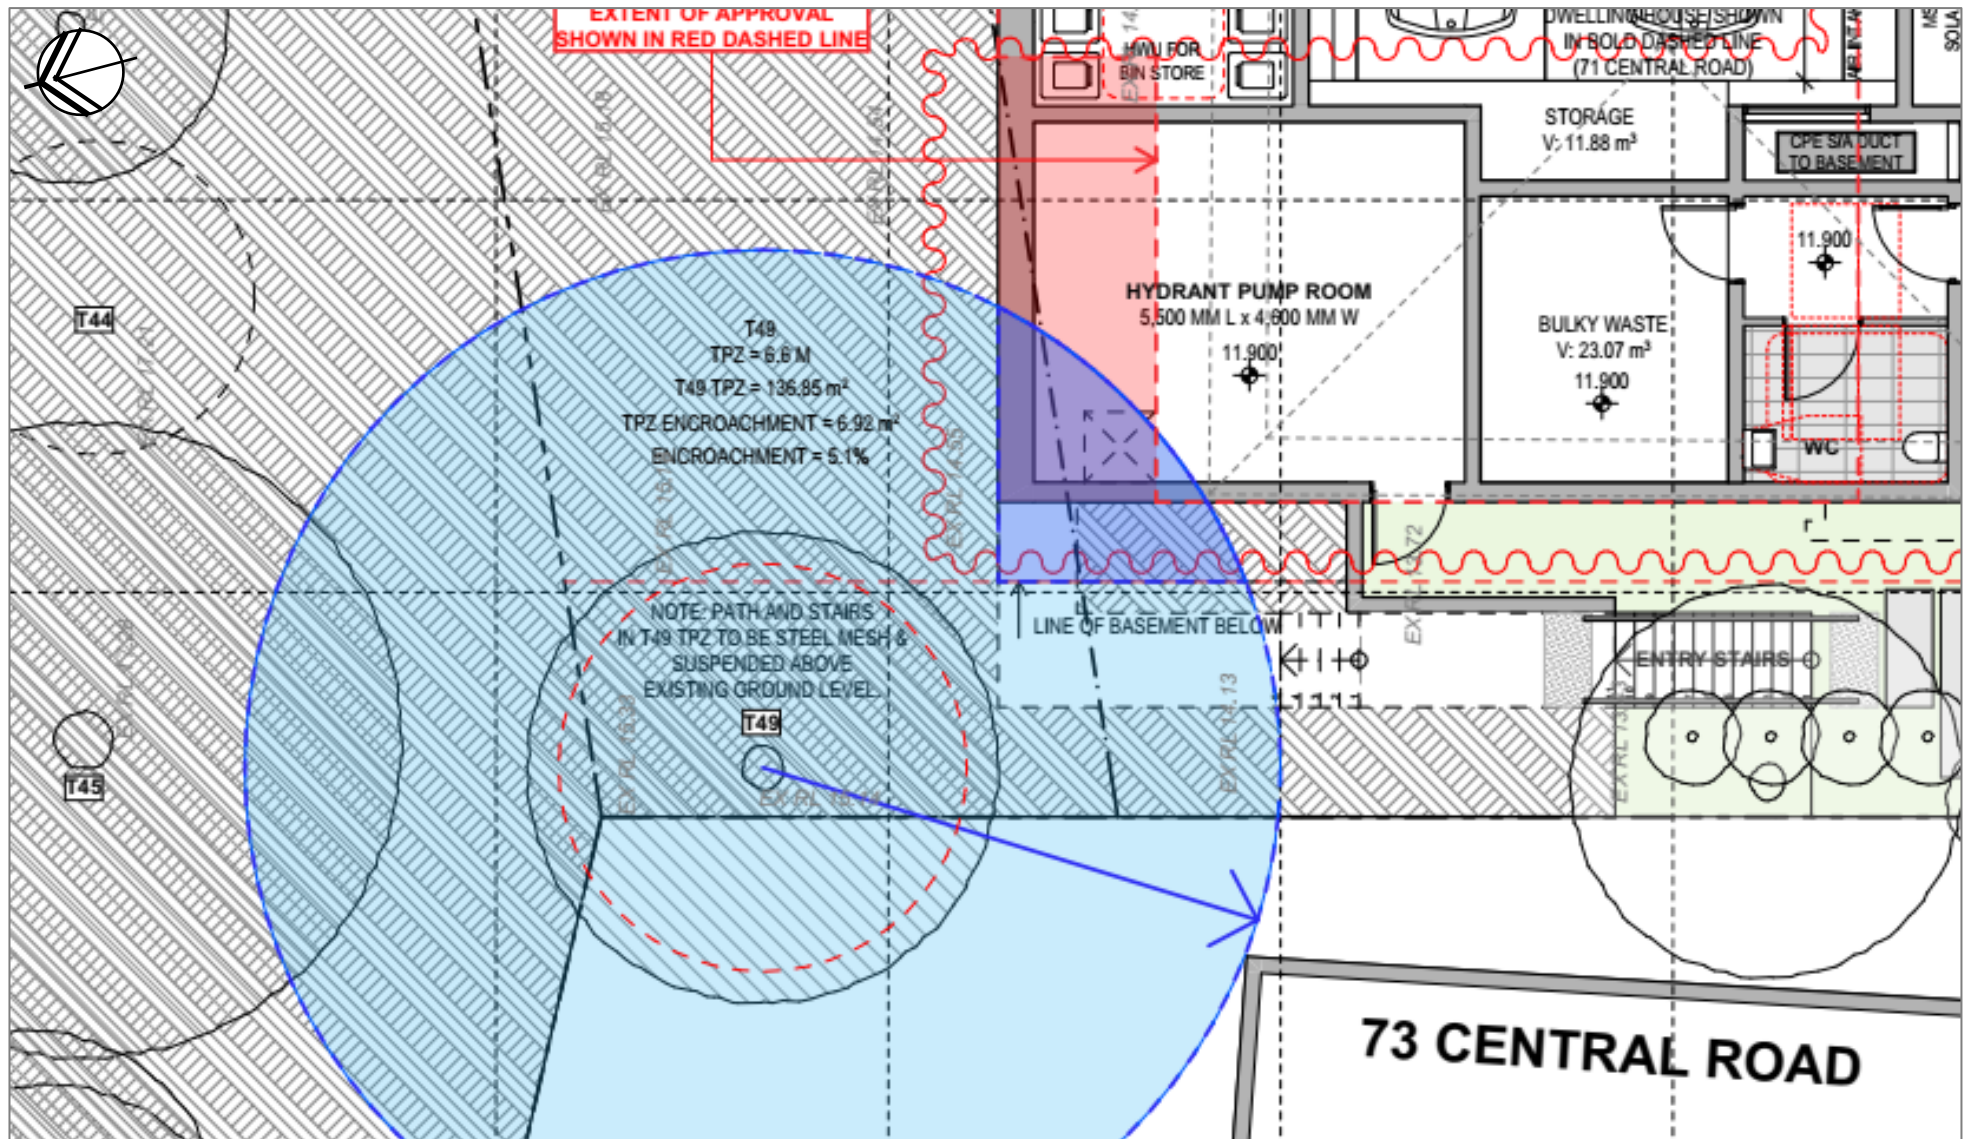 EXTENT OF APPROVAL
SHOWN IN RED DASHED LINE
HWU FOR
BIN STORE
DWELLING HOUSE SHOWN
IN BOLD DASHED LINE
(71 CENTRAL ROAD)
STORAGE
V: 11.88 m³
CPE S/A DUCT
TO BASEMENT
T44
HYDRANT PUMP ROOM
5,500 MM L x 4,600 MM W
11.900
BULKY WASTE
V: 23.07 m³
11.900
11.900
WC
T49
TPZ = 6.6 M
T49 TPZ = 136.85 m²
TPZ ENCROACHMENT = 6.92 m²
ENCROACHMENT = 5.1%
NOTE: PATH AND STAIRS
IN T49 TPZ TO BE STEEL MESH &
SUSPENDED ABOVE
EXISTING GROUND LEVEL.
T49
LINE OF BASEMENT BELOW
EX RL 14.13
ENTRY STAIRS
T45
73 CENTRAL ROAD